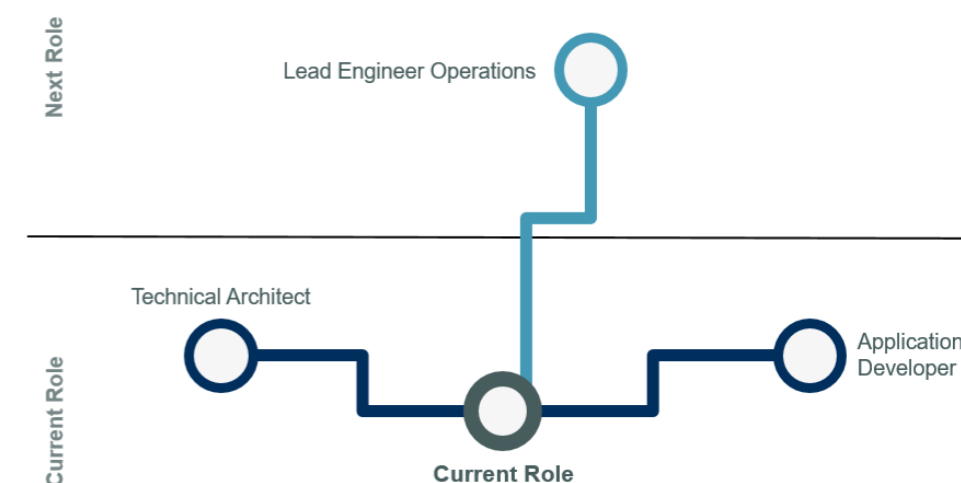 Next Role
Lead Engineer Operations
Technical Architect
Application
Developer
Current Role
Current Role